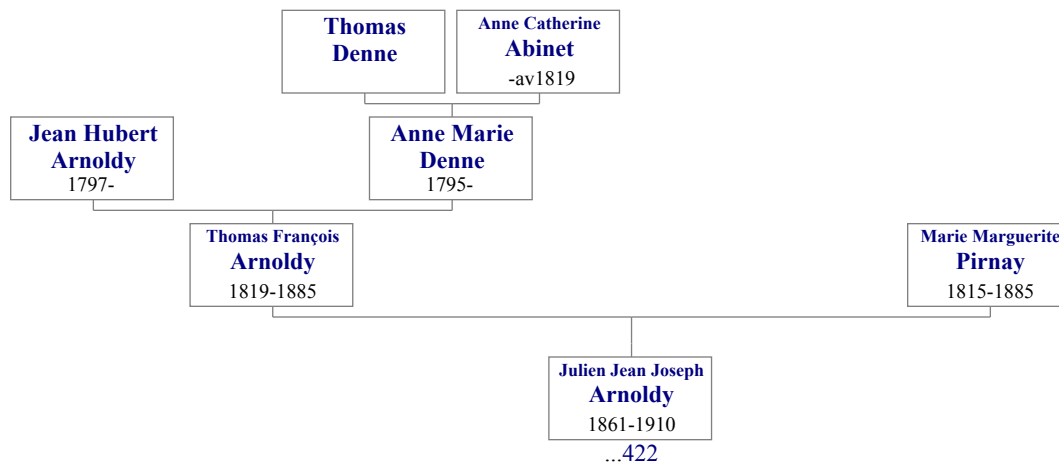 Thomas
Denne
Anne Catherine
Abinet
-av1819
Jean Hubert
Arnoldy
1797-
Anne Marie
Denne
1795-
Thomas François
Arnoldy
1819-1885
Marie Marguerite
Pirnay
1815-1885
Julien Jean Joseph
Arnoldy
1861-1910
...422